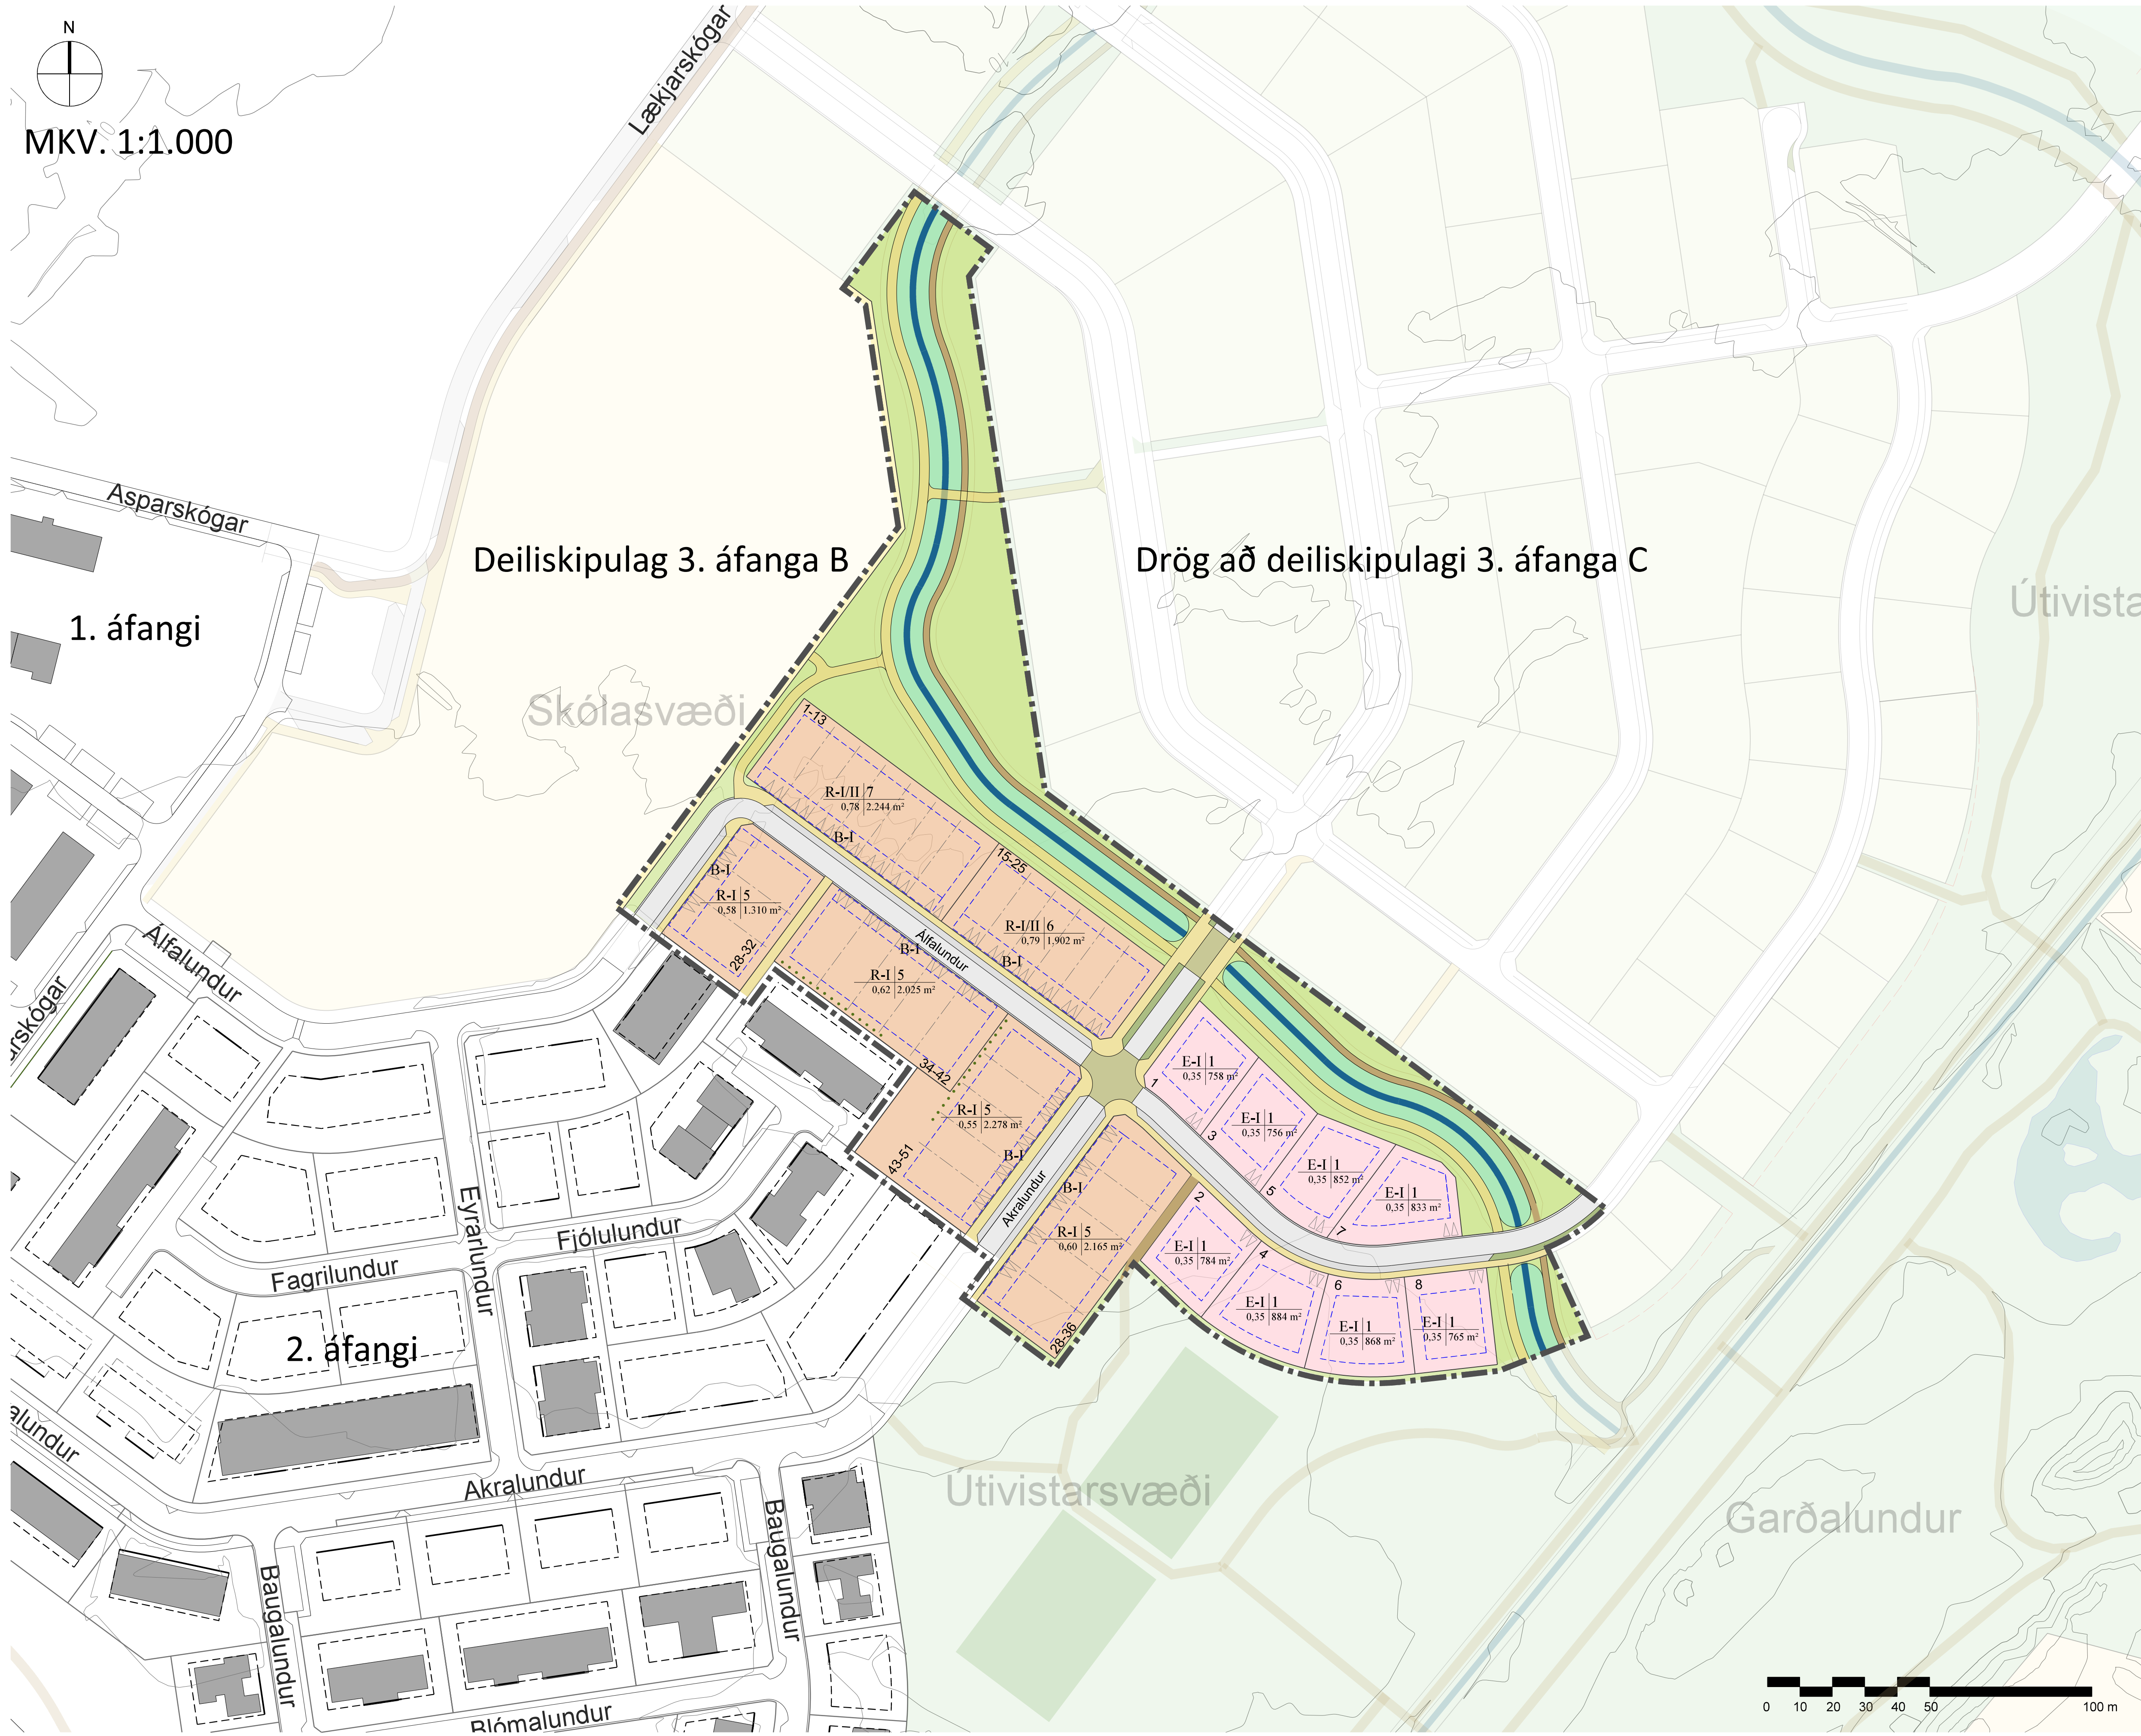 N
MKV. 1:1.000
Lækjarskógar
10
Asparskógar
Deiliskipulag 3. áfanga B
Drög að deiliskipulagi 3. áfanga C
1. áfangi
Skólasvæði
1-13
R-I/II 7
0,78 2.244 m²
B-I
15-25
R-I/II 6
0,79 1.902 m²
B-I
B-I
R-I 5
0,58 1.310 m²
28-32
Álfalundur
B-I
R-I 5
0,62 2.025 m²
34-42
R-I 5
0,55 2.278 m²
B-I
43-51
Akralundur
B-I
R-I 5
0,60 2.165 m²
28-36
E-I 1
0,35 758 m²
1
E-I 1
0,35 756 m²
3
E-I 1
0,35 852 m²
5
E-I 1
0,35 833 m²
7
2
E-I 1
0,35 784 m²
4
E-I 1
0,35 884 m²
6
E-I 1
0,35 868 m²
8
E-I 1
0,35 765 m²
Álfalundur
Eyrarlundur
Fjólulundur
Fagrilundur
2. áfangi
Akralundur
Baugalundur
Baugalundur
Blómalundur
Útivistarsvæði
Garðalundur
0 10 20 30 40 50 100 m